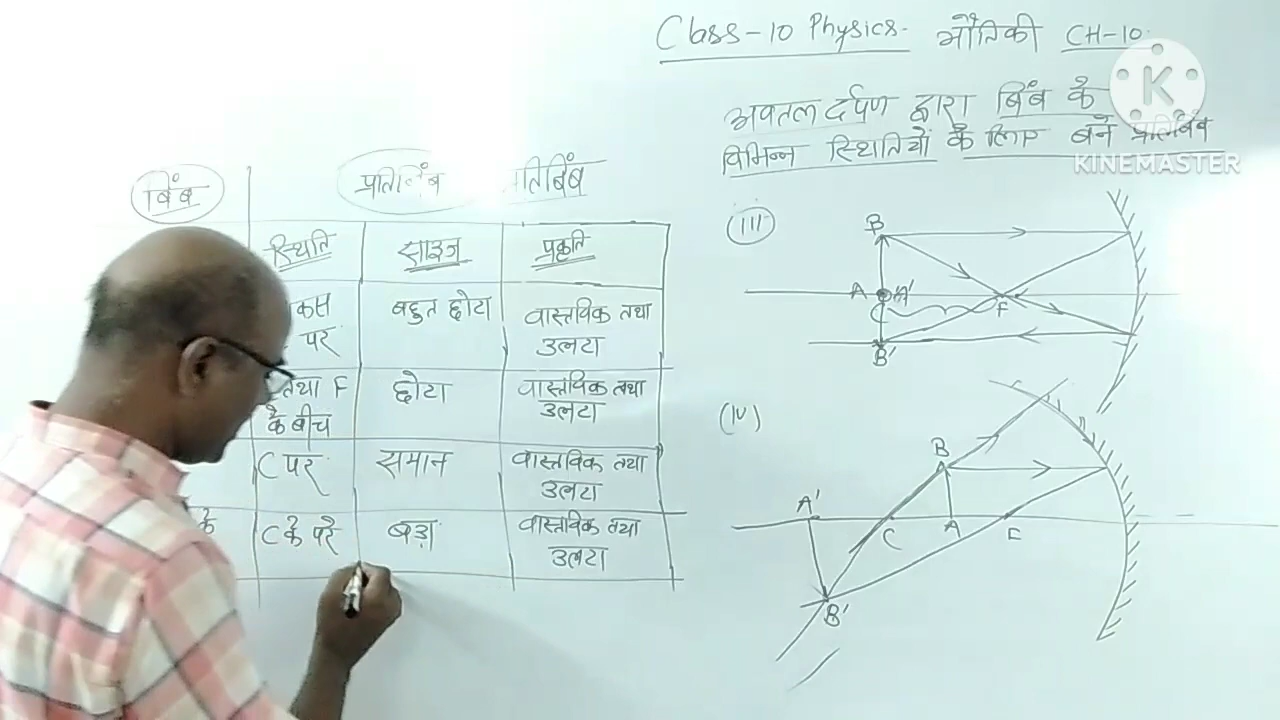 Class-10 Physics. भौतिकी CH-10.
अवतल दर्पण द्वारा बिंब के
विभिन्न स्थितियों के लिए बने प्रतिबिंब
K
KINEMASTER
बिंब प्रतिबिंब
स्थिति साइज प्रकृति
पर बहुत छोटा वास्तविक तथा
उलटा
तथा F छोटा वास्तविक तथा
के बीच उलटा
C पर समान वास्तविक तथा
उलटा
के C के परे बड़ा वास्तविक तथा
उलटा
(III)
B
A A' F
C
B'
(IV)
B
A' C A F
B'